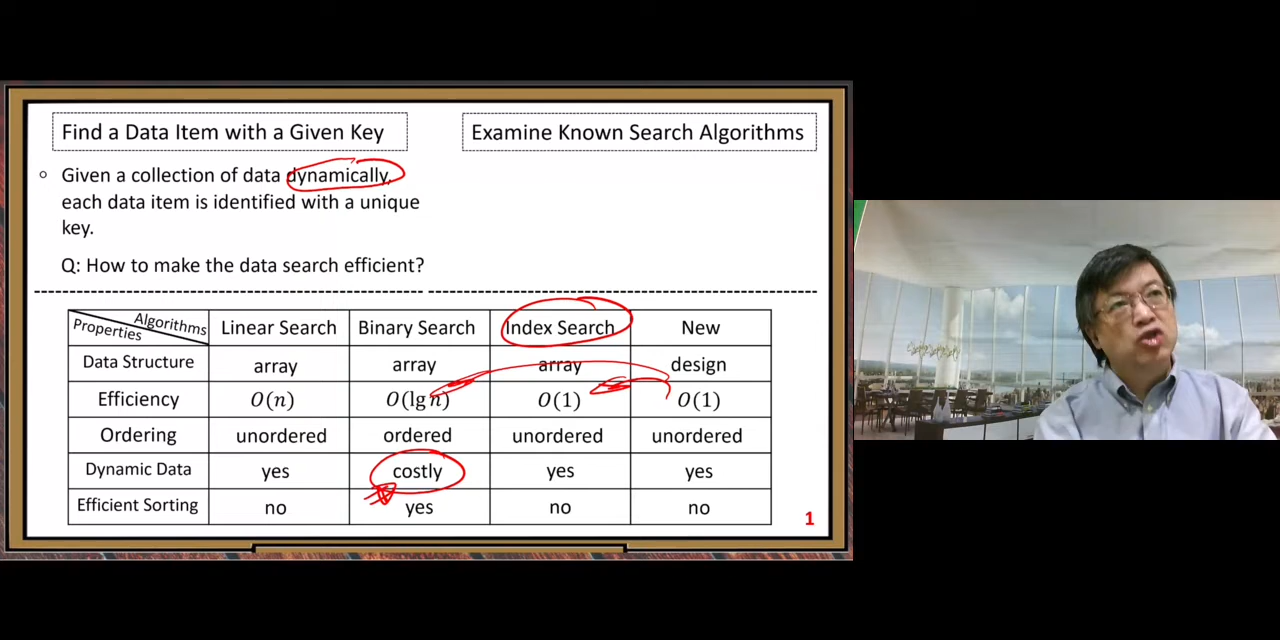 Find a Data Item with a Given Key
Examine Known Search Algorithms
Given a collection of data dynamically,
each data item is identified with a unique
key.
Q: How to make the data search efficient?
Properties Algorithms Linear Search Binary Search Index Search New
Data Structure array array array design
Efficiency O(n) O(lg n) O(1) O(1)
Ordering unordered ordered unordered unordered
Dynamic Data yes costly yes yes
Efficient Sorting no yes no no
1